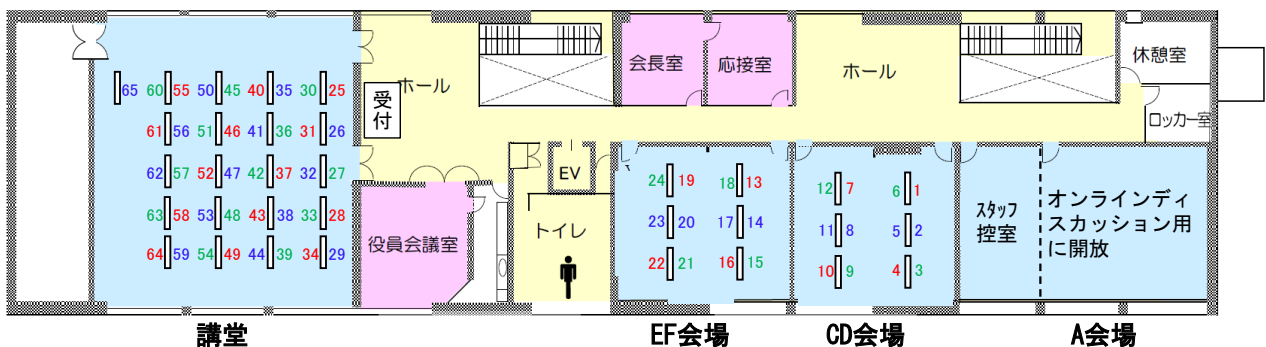 ホール
会長室
応接室
ホール
休憩室
受付
ロッカー室
65 60 55 50 45 40 35 30 25
61 56 51 46 41 36 31 26
62 57 52 47 42 37 32 27
63 58 53 48 43 38 33 28
64 59 54 49 44 39 34 29
役員会議室
EV
トイレ
24 19 18 13
23 20 17 14
22 21 16 15
12 7 6 1
11 8 5 2
10 9 4 3
スタッフ
控室
オンラインディ
スカッション用
に開放
講堂
EF会場
CD会場
A会場